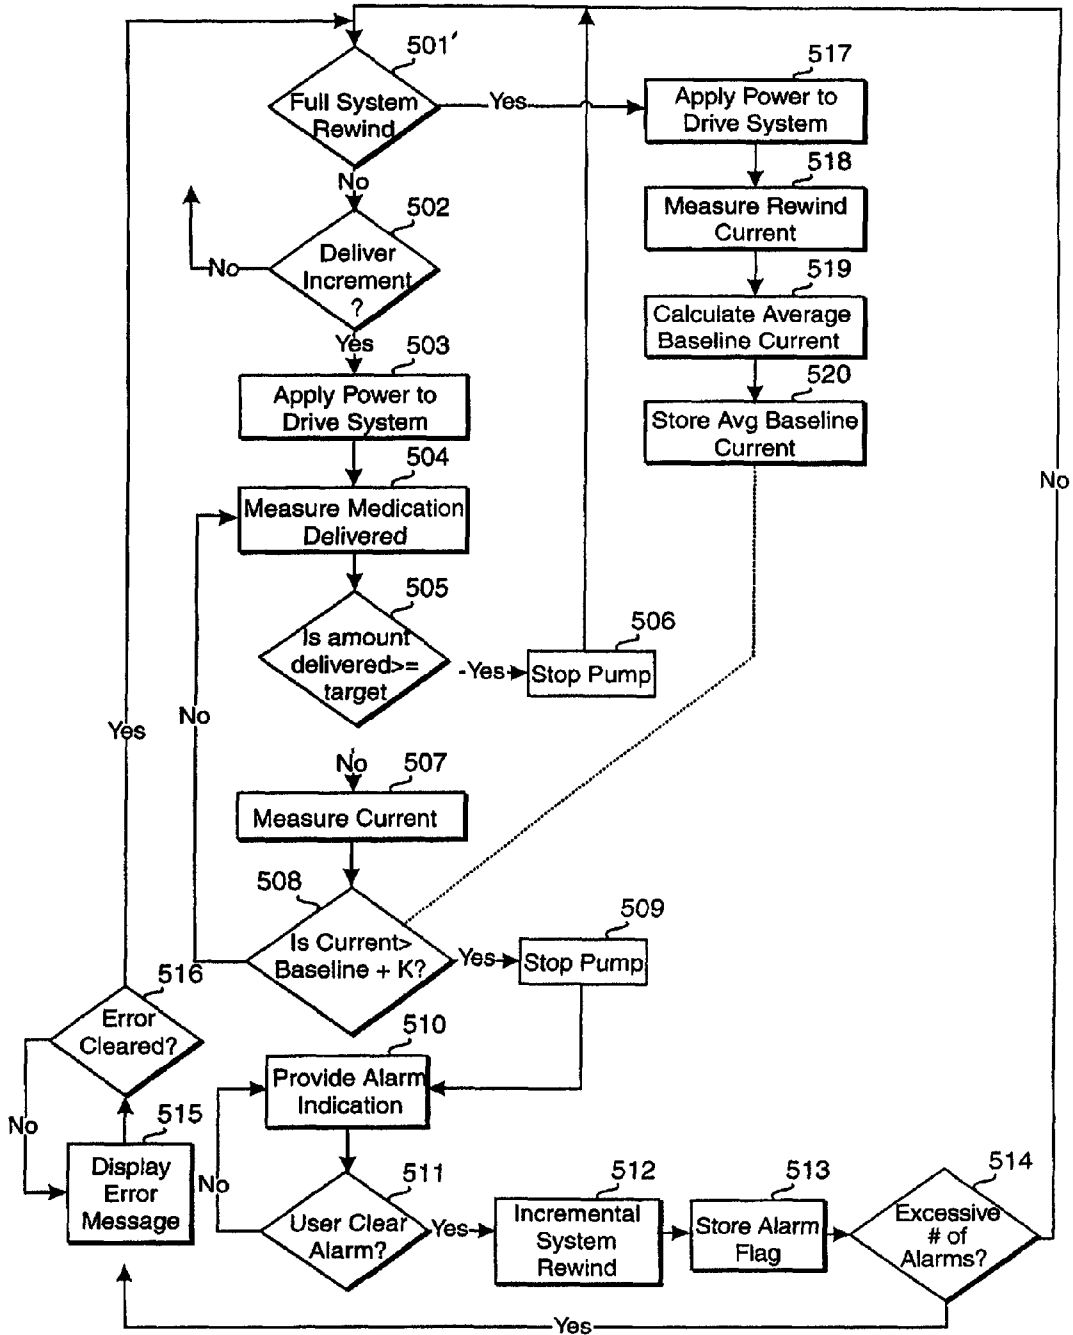 501'
Full System
Rewind
Yes
No
517
Apply Power to
Drive System
518
Measure Rewind
Current
519
Calculate Average
Baseline Current
520
Store Avg Baseline
Current
502
Deliver
Increment
?
No
Yes
503
Apply Power to
Drive System
504
Measure Medication
Delivered
505
Is amount
delivered>=
target
-Yes
506
Stop Pump
No
507
Measure Current
508
Is Current>
Baseline + K?
No
Yes
509
Stop Pump
510
Provide Alarm
Indication
511
User Clear
Alarm?
No
Yes
512
Incremental
System
Rewind
513
Store Alarm
Flag
514
Excessive
# of
Alarms?
No
Yes
515
Display
Error
Message
516
Error
Cleared?
No
Yes